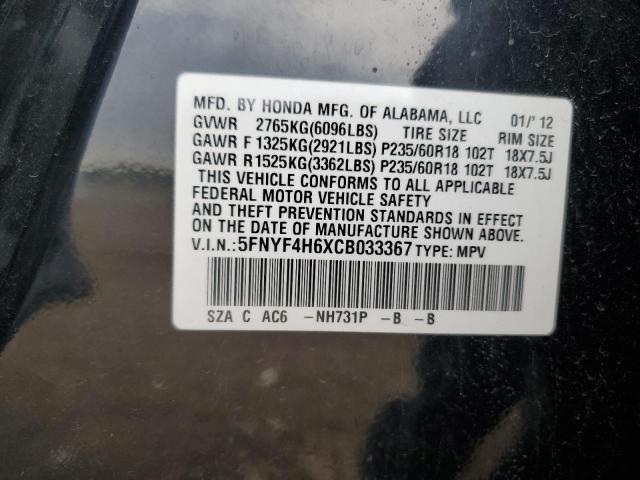 MFD. BY HONDA MFG. OF ALABAMA, LLC 01/'12
GVWR 2765KG(6096LBS) TIRE SIZE RIM SIZE
GAWR F 1325KG(2921LBS) P235/60R18 102T 18X7.5J
GAWR R 1525KG(3362LBS) P235/60R18 102T 18X7.5J
THIS VEHICLE CONFORMS TO ALL APPLICABLE
FEDERAL MOTOR VEHICLE SAFETY
AND THEFT PREVENTION STANDARDS IN EFFECT
ON THE DATE OF MANUFACTURE SHOWN ABOVE.
V.I.N.: 5FNYF4H6XCB033367 TYPE: MPV
SZA C AC6 -NH731P -B -B